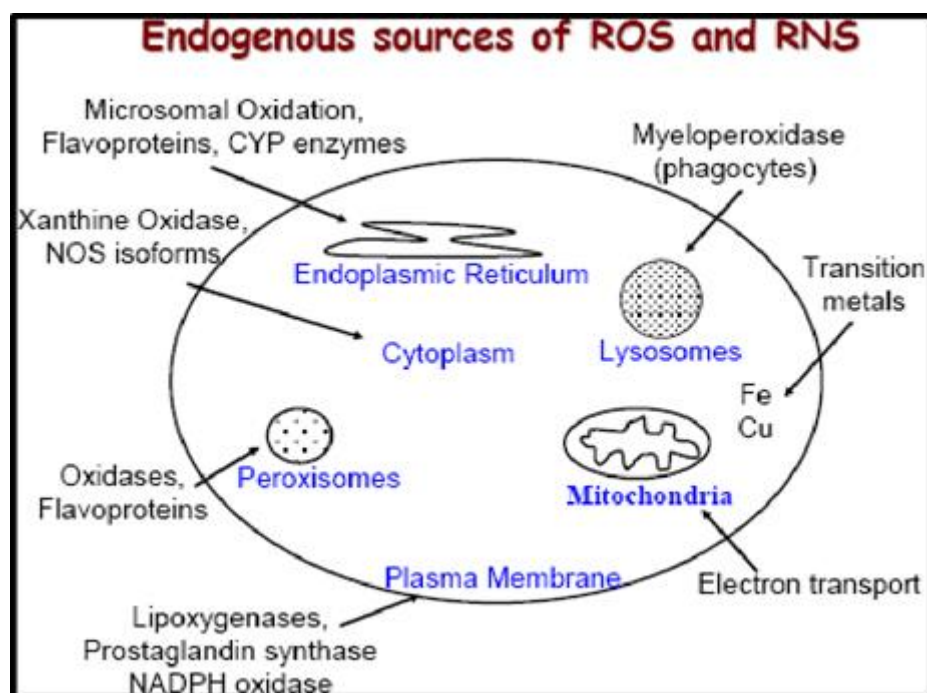 Endogenous sources of ROS and RNS
Microsomal Oxidation,
Flavoproteins, CYP enzymes
Myeloperoxidase
(phagocytes)
Xanthine Oxidase,
NOS isoforms
Endoplasmic Reticulum
Transition
metals
Cytoplasm
Lysosomes
Fe
Cu
Oxidases,
Flavoproteins
Peroxisomes
Mitochondria
Plasma Membrane
Electron transport
Lipoxygenases,
Prostaglandin synthase
NADPH oxidase